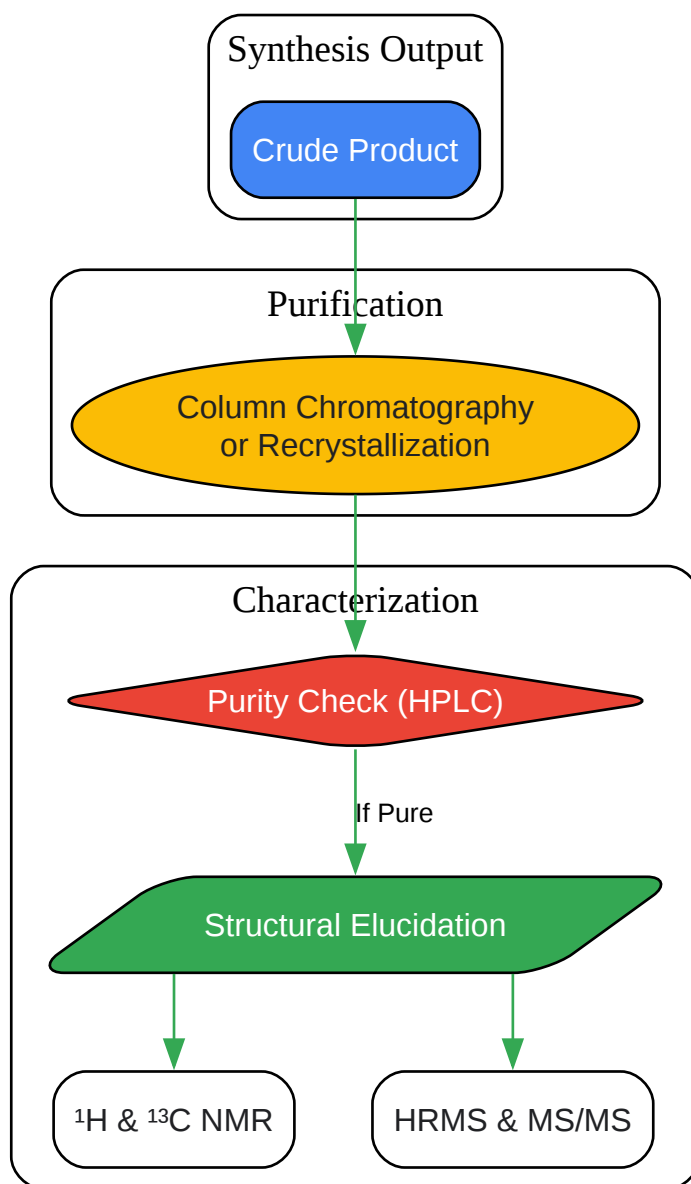 Synthesis Output
Crude Product
Purification
Column Chromatography
or Recrystallization
Characterization
Purity Check (HPLC)
If Pure
Structural Elucidation
¹H & ¹³C NMR
HRMS & MS/MS